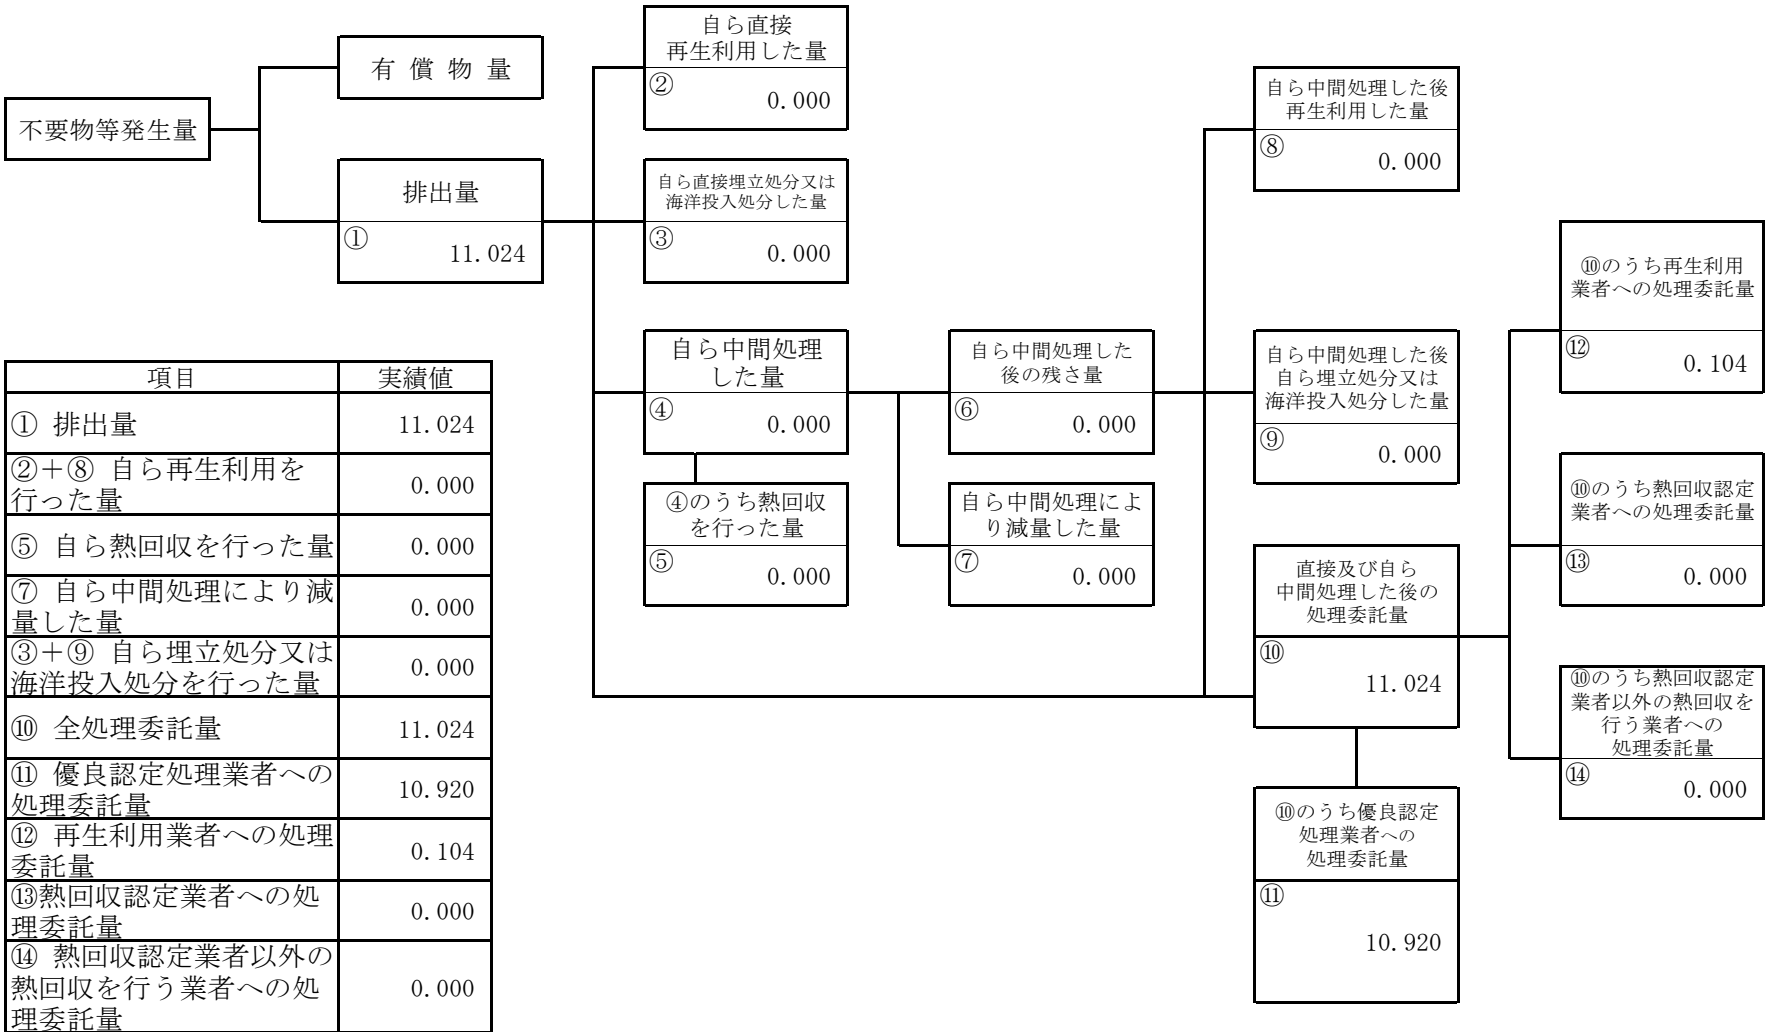 不要物等発生量
有 償 物 量
排出量
①
11.024
自ら直接
再生利用した量
②
0.000
自ら直接埋立処分又は
海洋投入処分した量
③
0.000
自ら中間処理
した量
④
0.000
④のうち熱回収
を行った量
⑤
0.000
自ら中間処理した
後の残さ量
⑥
0.000
自ら中間処理によ
り減量した量
⑦
0.000
自ら中間処理した後
再生利用した量
⑧
0.000
自ら中間処理した後
自ら埋立処分又は
海洋投入処分した量
⑨
0.000
直接及び自ら
中間処理した後の
処理委託量
⑩
11.024
⑩のうち優良認定
処理業者への
処理委託量
⑪
10.920
⑩のうち再生利用
業者への処理委託量
⑫
0.104
⑩のうち熱回収認定
業者への処理委託量
⑬
0.000
⑩のうち熱回収認定
業者以外の熱回収を
行う業者への
処理委託量
⑭
0.000
項目 実績値
① 排出量 11.024
②＋⑧ 自ら再生利用を
行った量 0.000
⑤ 自ら熱回収を行った量 0.000
⑦ 自ら中間処理により減
量した量 0.000
③＋⑨ 自ら埋立処分又は
海洋投入処分を行った量 0.000
⑩ 全処理委託量 11.024
⑪ 優良認定処理業者への
処理委託量 10.920
⑫ 再生利用業者への処理
委託量 0.104
⑬熱回収認定業者への処
理委託量 0.000
⑭ 熱回収認定業者以外の
熱回収を行う業者への処
理委託量 0.000